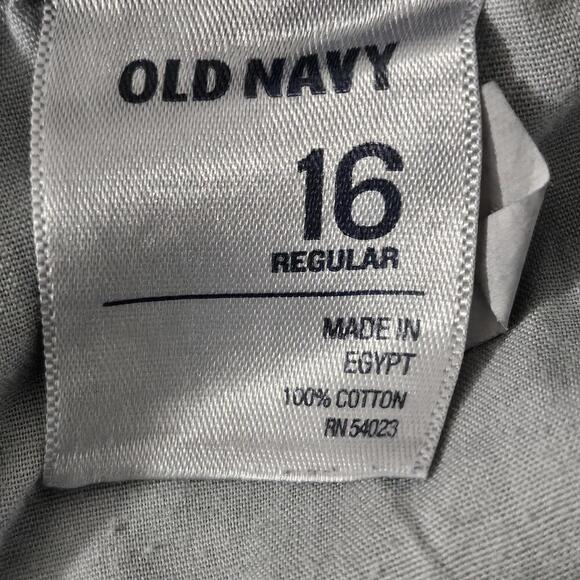 OLD NAVY
16
REGULAR
MADE IN
EGYPT
100% COTTON
RN 54023